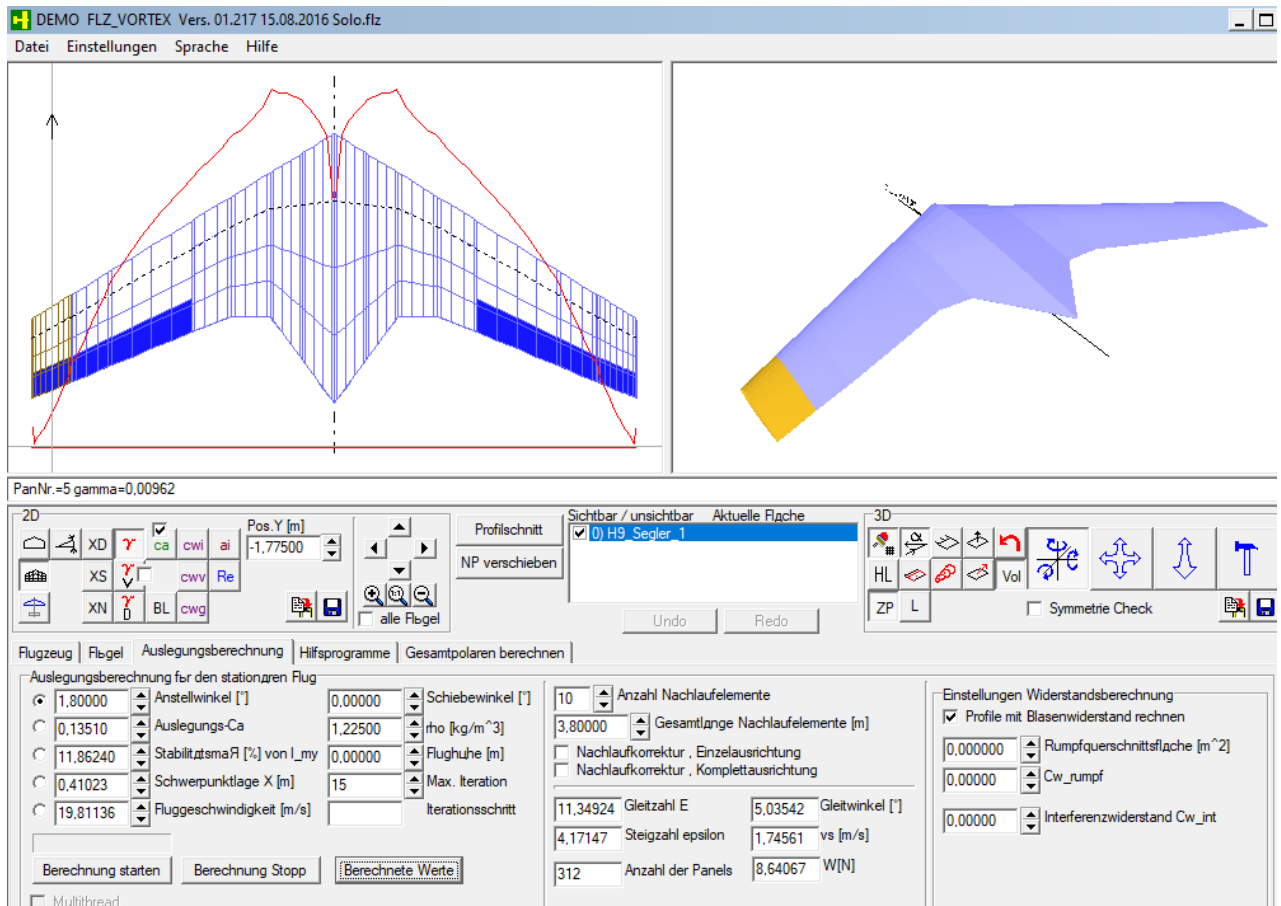 DEMO FLZ_VORTEX Vers. 01.217 15.08.2016 Solo.flz
Datei Einstellungen Sprache Hilfe
PanNr.=5 gamma=0,00962
2D
XD γ ca cwi ai
XS γ V cwv Re
XN γ D BL cwg
Pos.Y [m]
-1,77500
1:1
alle Flьgel
Profilschnitt
NP verschieben
Sichtbar / unsichtbar Aktuelle Flдche
0) H9_Segler_1
Undo Redo
3D
α
HL Vol
ZP L
Symmetrie Check
Flugzeug Flьgel Auslegungsberechnung Hilfsprogramme Gesamtpolaren berechnen
Auslegungsberechnung fьr den stationдren Flug
1,80000 Anstellwinkel [°] 0,00000 Schiebewinkel [°]
0,13510 Auslegungs-Ca 1,22500 rho [kg/m^3]
11,86240 StabilitдtsmaЯ [%] von l_my 0,00000 Flughцhe [m]
0,41023 Schwerpunktlage X [m] 15 Max. Iteration
19,81136 Fluggeschwindigkeit [m/s] Iterationsschritt
Berechnung starten Berechnung Stopp Berechnete Werte
Multithread
10 Anzahl Nachlaufelemente
3,80000 Gesamtlдnge Nachlaufelemente [m]
Nachlaufkorrektur , Einzelausrichtung
Nachlaufkorrektur , Komplettausrichtung
11,34924 Gleitzahl E 5,03542 Gleitwinkel [°]
4,17147 Steigzahl epsilon 1,74561 vs [m/s]
312 Anzahl der Panels 8,64067 W[N]
Einstellungen Widerstandsberechnung
Profile mit Blasenwiderstand rechnen
0,000000 Rumpfquerschnittsflдche [m^2]
0,00000 Cw_rumpf
0,00000 Interferenzwiderstand Cw_int